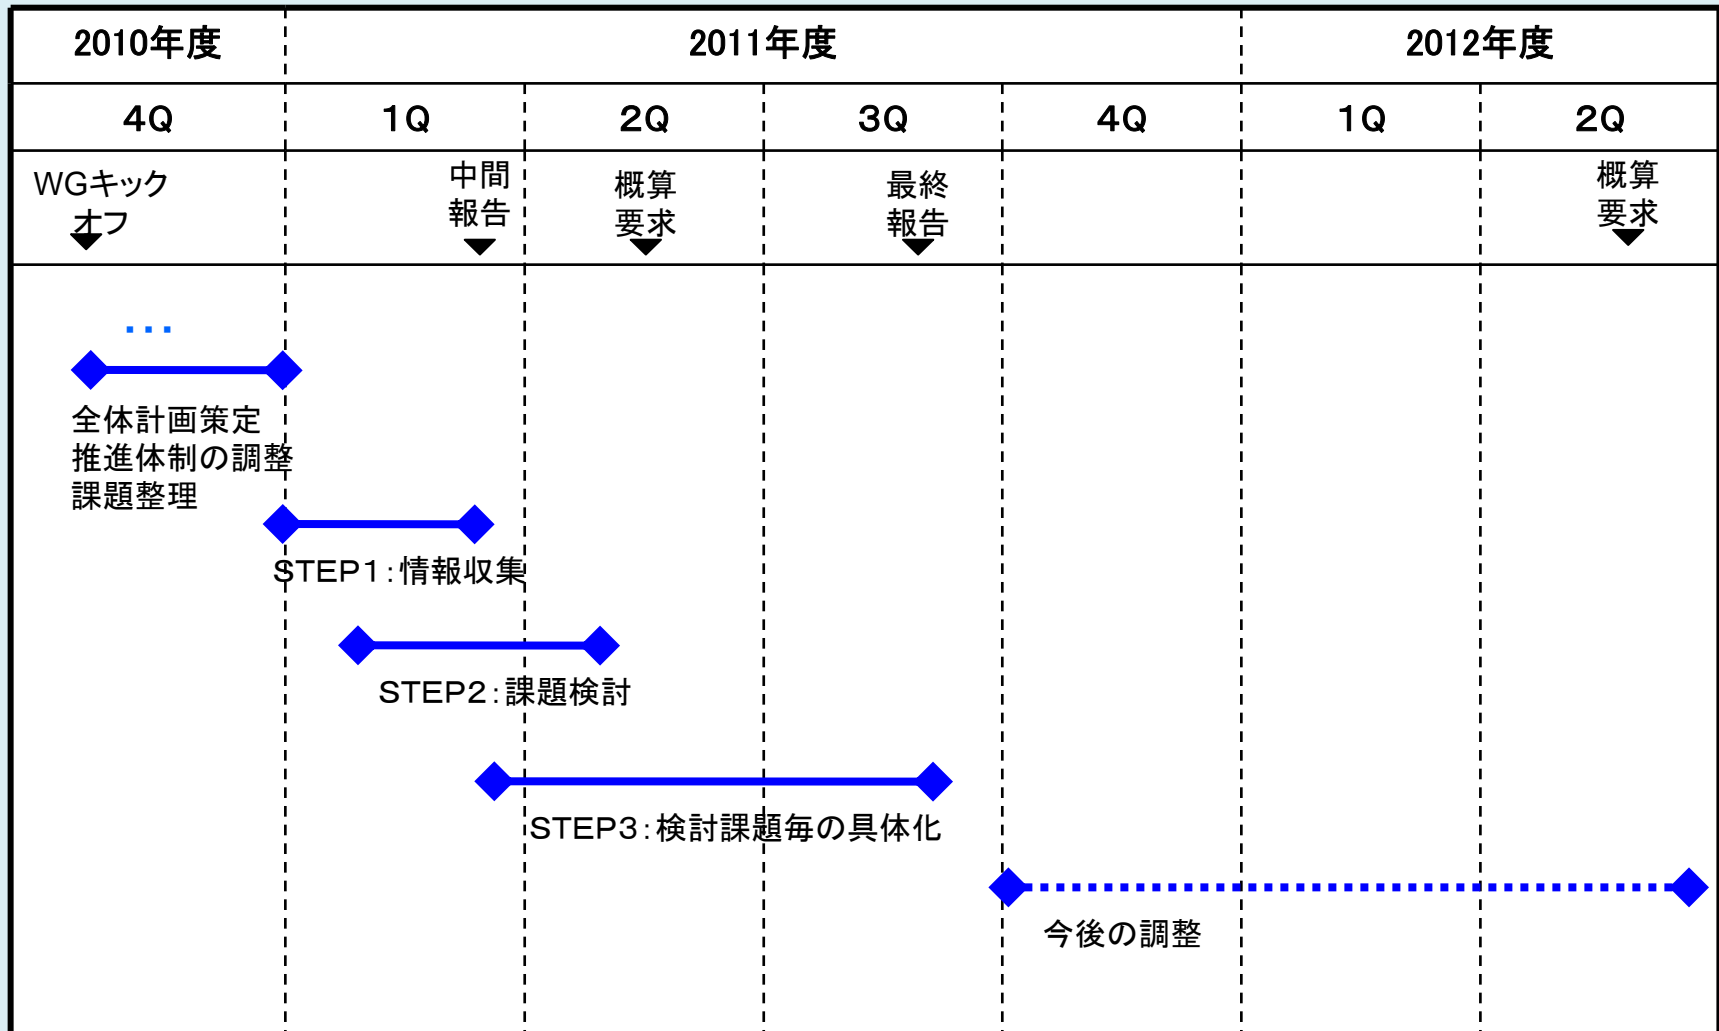 2010年度
2011年度
2012年度
4Q
1Q
2Q
3Q
4Q
1Q
2Q
WGキック
オフ
中間
報告
概算
要求
最終
報告
概算
要求
...
全体計画策定
推進体制の調整
課題整理
STEP1:情報収集
STEP2:課題検討
STEP3:検討課題毎の具体化
今後の調整